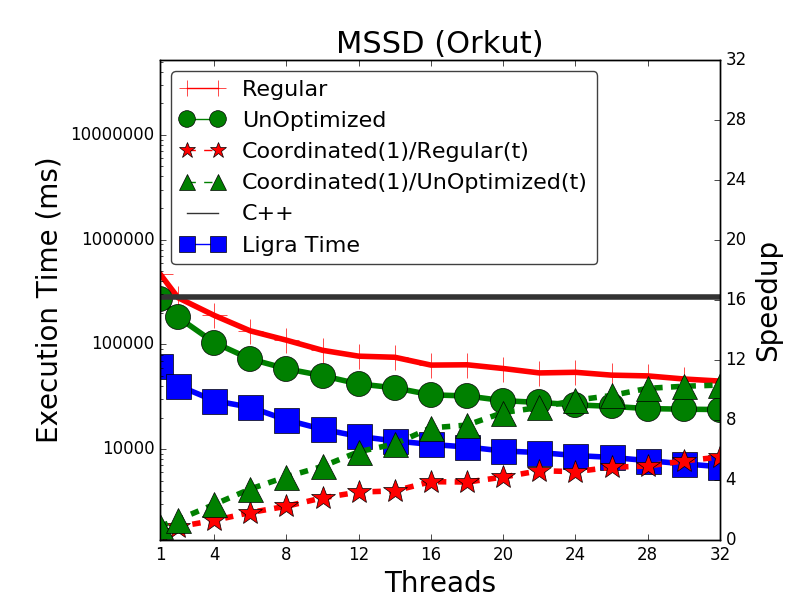 MSSD (Orkut)
Regular
UnOptimized
Coordinated(1)/Regular(t)
Coordinated(1)/UnOptimized(t)
C++
Ligra Time
Execution Time (ms)
10000000
1000000
100000
10000
32
28
24
20
16
12
8
4
0
Speedup
1 4 8 12 16 20 24 28 32
Threads